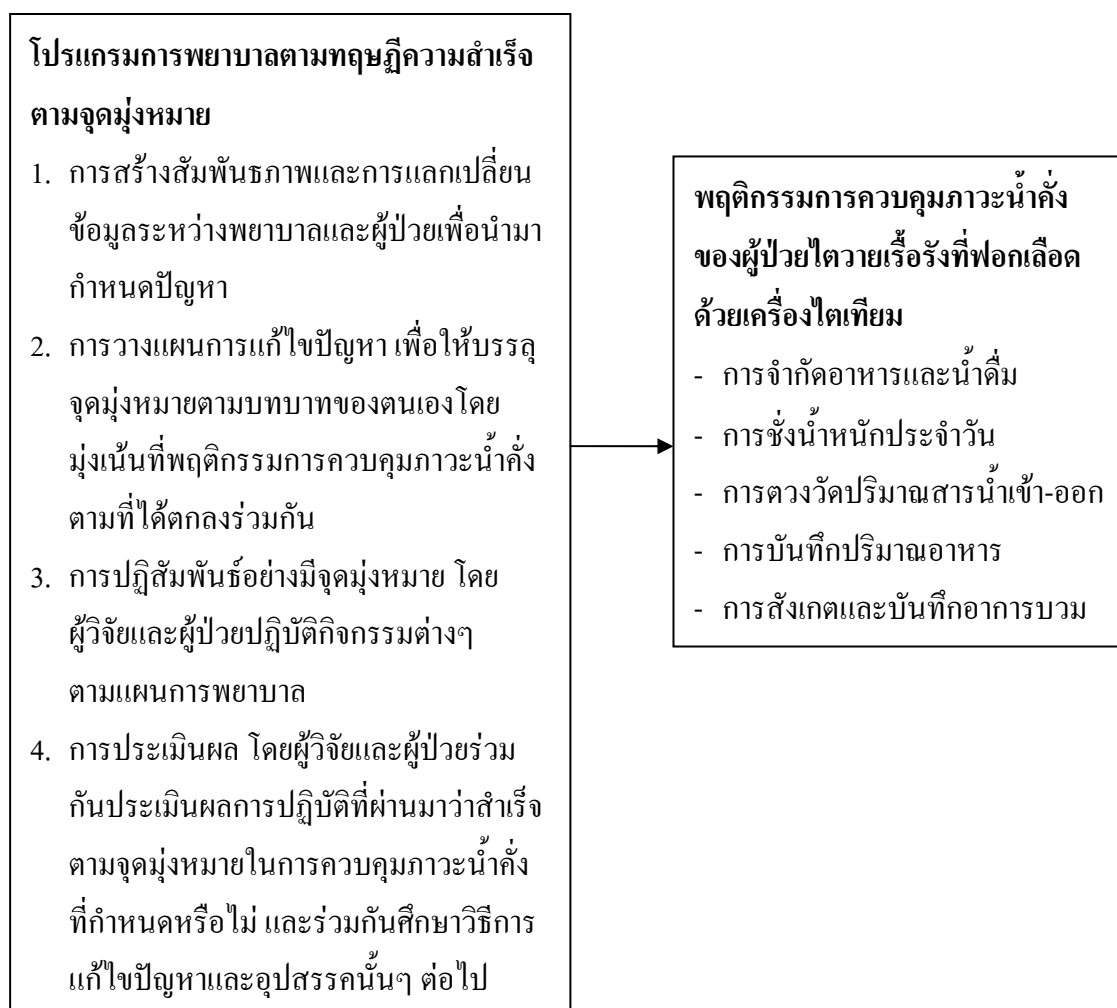 โปรแกรมการพยาบาลตามทฤษฎีความสำเร็จ
ตามจุดมุ่งหมาย
1. การสร้างสัมพันธภาพและการแลกเปลี่ยน
ข้อมูลระหว่างพยาบาลและผู้ป่วยเพื่อนำมา
กำหนดปัญหา
2. การวางแผนการแก้ไขปัญหา เพื่อให้บรรลุ
จุดมุ่งหมายตามบทบาทของตนเองโดย
มุ่งเน้นที่พฤติกรรมการควบคุมภาวะน้ำคั่ง
ตามที่ได้ตกลงร่วมกัน
3. การปฏิสัมพันธ์อย่างมีจุดมุ่งหมาย โดย
ผู้วิจัยและผู้ป่วยปฏิบัติกิจกรรมต่างๆ
ตามแผนการพยาบาล
4. การประเมินผล โดยผู้วิจัยและผู้ป่วยร่วม
กันประเมินผลการปฏิบัติที่ผ่านมาว่าสำเร็จ
ตามจุดมุ่งหมายในการควบคุมภาวะน้ำคั่ง
ที่กำหนดหรือไม่ และร่วมกันศึกษาวิธีการ
แก้ไขปัญหาและอุปสรรคนั้นๆ ต่อไป
พฤติกรรมการควบคุมภาวะน้ำคั่ง
ของผู้ป่วยไตวายเรื้อรังที่ฟอกเลือด
ด้วยเครื่องไตเทียม
- การจำกัดอาหารและน้ำดื่ม
- การชั่งน้ำหนักประจำวัน
- การตวงวัดปริมาณสารน้ำเข้า-ออก
- การบันทึกปริมาณอาหาร
- การสังเกตและบันทึกอาการบวม